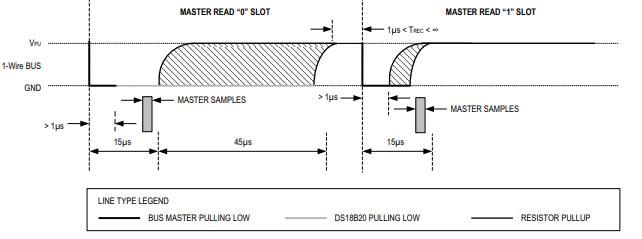 MASTER READ “0” SLOT
MASTER READ “1” SLOT
1µs < TREC < ∞
VPU
1-Wire BUS
GND
> 1µs
MASTER SAMPLES
> 1µs
MASTER SAMPLES
15µs
45µs
15µs
LINE TYPE LEGEND
BUS MASTER PULLING LOW
DS18B20 PULLING LOW
RESISTOR PULLUP